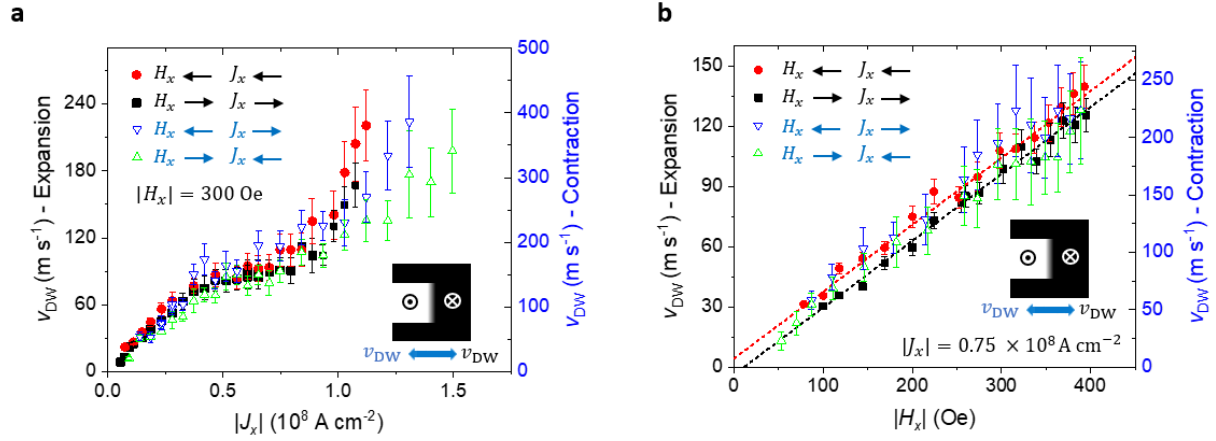 a
v_DW (m s⁻¹) - Expansion
0
60
120
180
240
H_x ← J_x ←
H_x → J_x →
H_x ← J_x →
H_x → J_x ←
|H_x| = 300 Oe
v_DW v_DW
0.0 0.5 1.0 1.5
|J_x| (10⁸ A cm⁻²)
0
100
200
300
400
500
v_DW (m s⁻¹) - Contraction
b
v_DW (m s⁻¹) - Expansion
0
30
60
90
120
150
H_x ← J_x ←
H_x → J_x →
H_x ← J_x →
H_x → J_x ←
v_DW v_DW
|J_x| = 0.75 × 10⁸ A cm⁻²
0 100 200 300 400
|H_x| (Oe)
0
50
100
150
200
250
v_DW (m s⁻¹) - Contraction